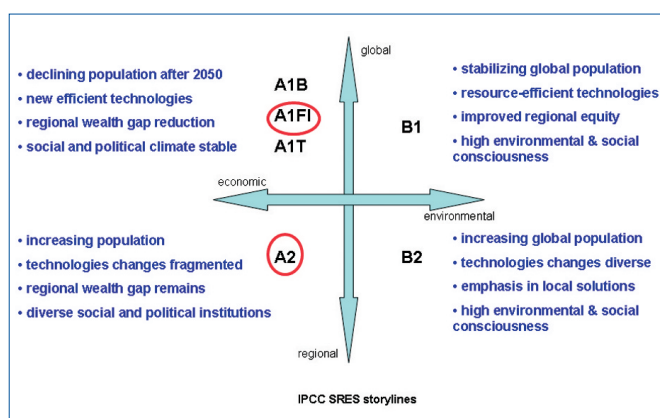 global
• declining population after 2050
• new efficient technologies
• regional wealth gap reduction
• social and political climate stable
A1B
A1FI
A1T
B1
• stabilizing global population
• resource-efficient technologies
• improved regional equity
• high environmental & social
consciousness
economic
environmental
• increasing population
• technologies changes fragmented
• regional wealth gap remains
• diverse social and political institutions
A2
B2
• increasing global population
• technologies changes diverse
• emphasis in local solutions
• high environmental & social
consciousness
regional
IPCC SRES storylines